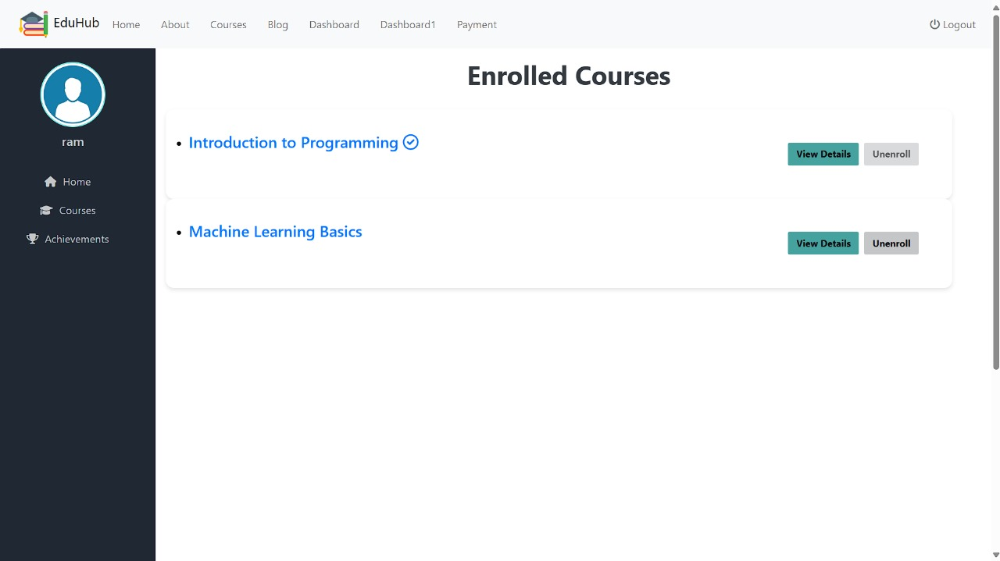 EduHub Home About Courses Blog Dashboard Dashboard1 Payment Logout
ram
Home
Courses
Achievements
Enrolled Courses
Introduction to Programming
View Details Unenroll
Machine Learning Basics
View Details Unenroll